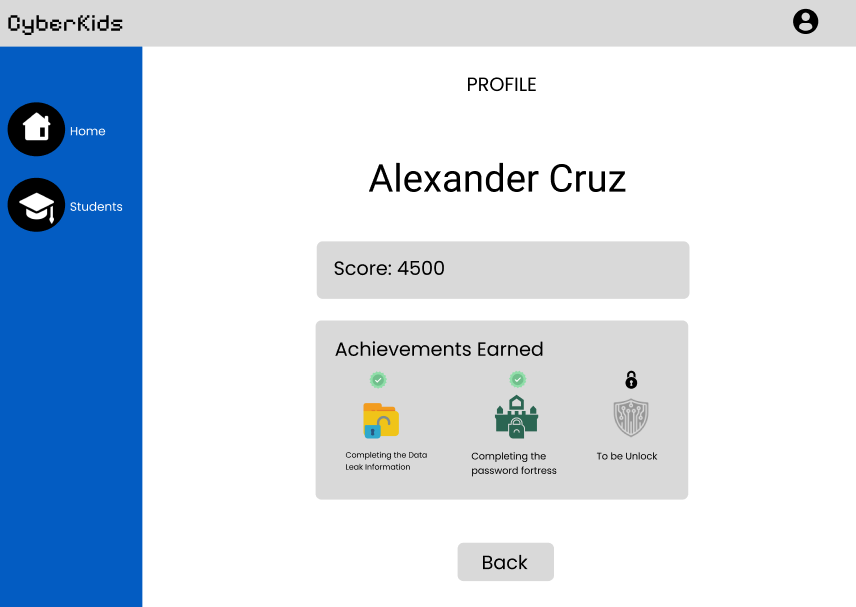 CyberKids
PROFILE
Home
Students
Alexander Cruz
Score: 4500
Achievements Earned
Completing the Data
Leak Information
Completing the
password fortress
To be Unlock
Back